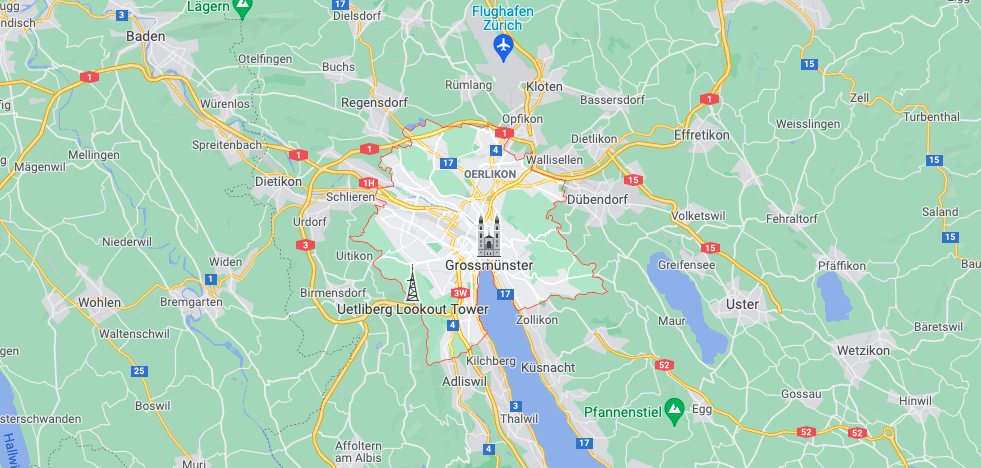 ugg
3
Lägern
17
Dielsdorf
Flughafen
Zürich
ndisch
Baden
Otelfingen
Buchs
Rümlang
Kloten
15
1
Zell
Würenlos
Regensdorf
Bassersdorf
1
Opfikon
Weisslingen
Turbenthal
fig
Spreitenbach
1
1
1
4
Dietlikon
Effretikon
Mellingen
17
Wallisellen
15
Mägenwil
Dietikon
1H
OERLIKON
15
Schlieren
Dübendorf
Urdorf
Volketswil
Fehraltorf
Saland
Niederwil
3
15
15
Uitikon
Grossmünster
Greifensee
Pfäffikon
Bau
Widen
1
Birmensdorf
3W
17
Wohlen
Bremgarten
Uetliberg Lookout Tower
Uster
Waltenschwil
4
Zollikon
Maur
Bäretswil
gen
Kilchberg
Küsnacht
52
Wetzikon
25
Adliswil
Gossau
Boswil
3
Pfannenstiel
Egg
Hinwil
sterschwanden
Thalwil
52
52
Hallwi
Affoltern
am Albis
4
17
Muri